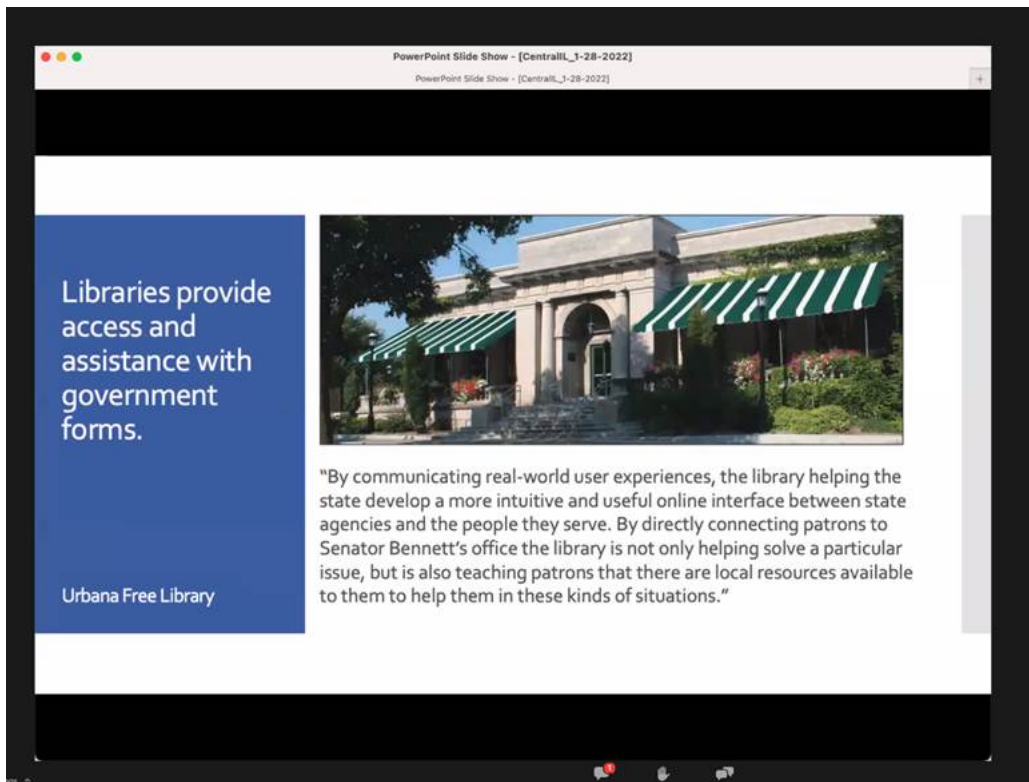 PowerPoint Slide Show - [CentralIL_1-28-2022]
PowerPoint Slide Show - [CentralIL_1-28-2022]
+
Libraries provide
access and
assistance with
government
forms.
Urbana Free Library
“By communicating real-world user experiences, the library helping the
state develop a more intuitive and useful online interface between state
agencies and the people they serve. By directly connecting patrons to
Senator Bennett’s office the library is not only helping solve a particular
issue, but is also teaching patrons that there are local resources available
to them to help them in these kinds of situations.”
1